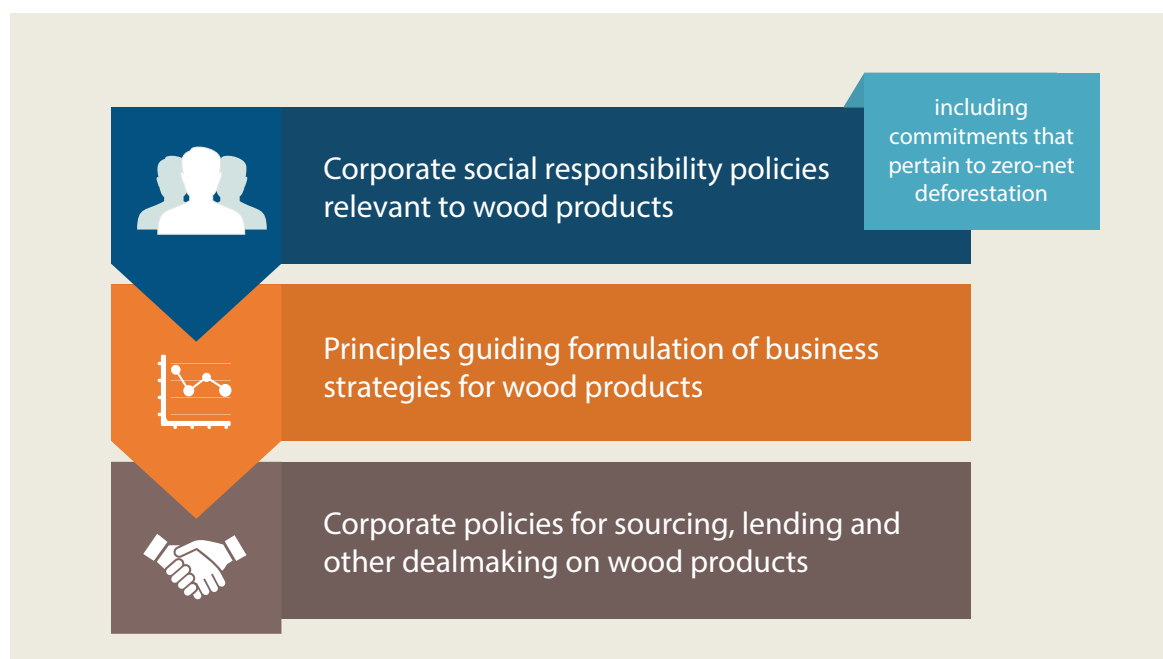 including
commitments that
pertain to zero-net
deforestation
Corporate social responsibility policies
relevant to wood products
Principles guiding formulation of business
strategies for wood products
Corporate policies for sourcing, lending and
other dealmaking on wood products